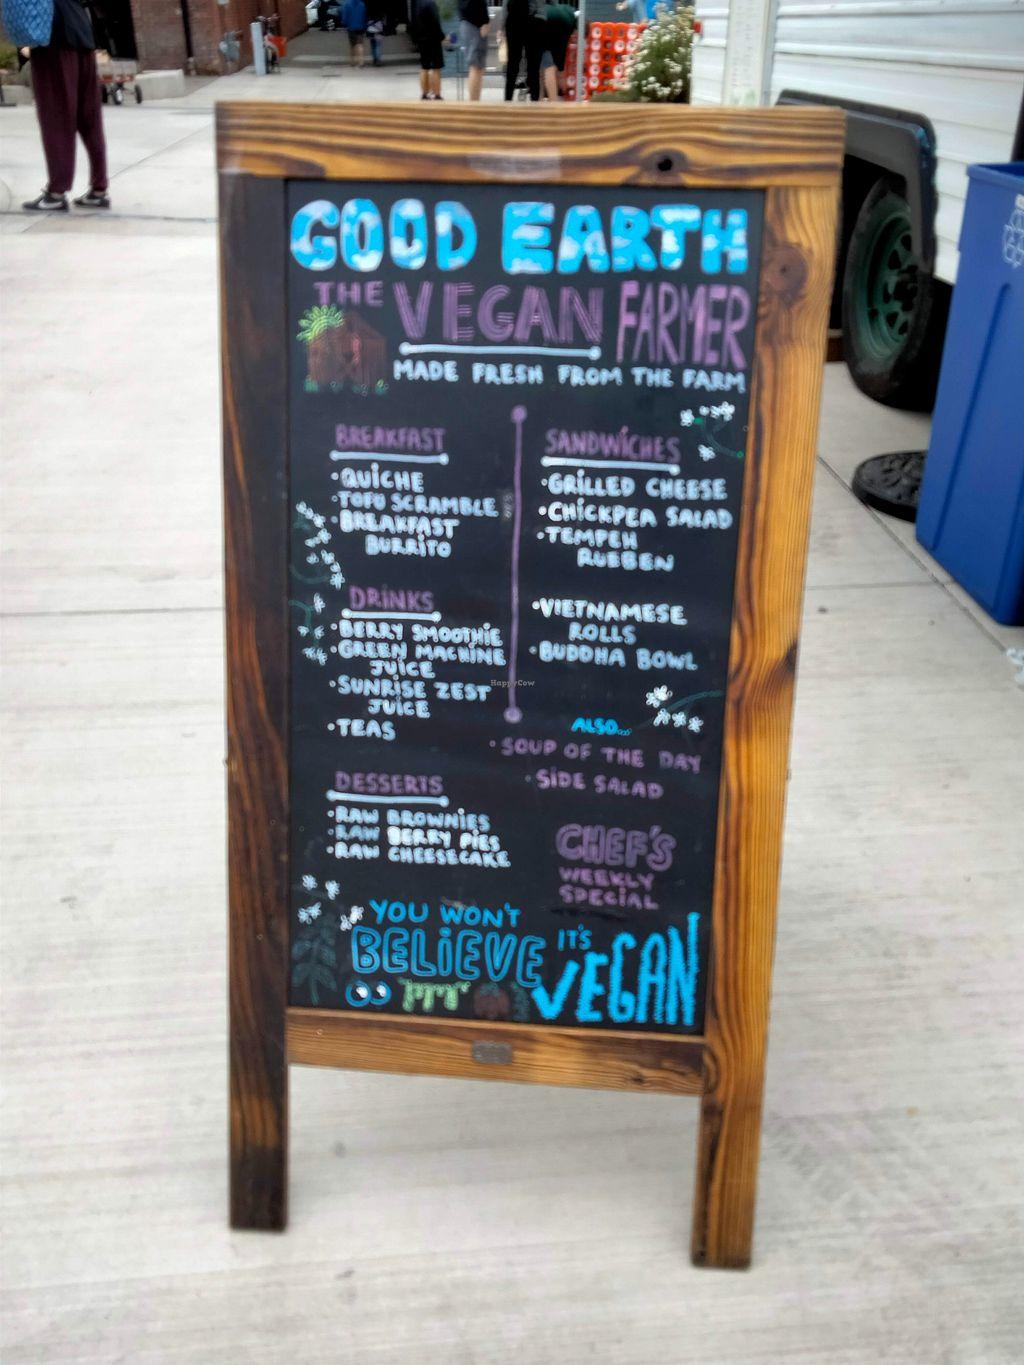 GOOD EARTH
THE VEGAN FARMER
MADE FRESH FROM THE FARM
BREAKFAST
• QUICHE
• TOFU SCRAMBLE
• BREAKFAST
BURRITO
DRINKS
• BERRY SMOOTHIE
• GREEN MACHINE
JUICE
• SUNRISE ZEST
JUICE
• TEAS
DESSERTS
• RAW BROWNIES
• RAW BERRY PIES
• RAW CHEESECAKE
SANDWICHES
• GRILLED CHEESE
• CHICKPEA SALAD
• TEMPEH
RUEBEN
• VIETNAMESE
ROLLS
• BUDDHA BOWL
ALSO...
• SOUP OF THE DAY
• SIDE SALAD
CHEF'S
WEEKLY
SPECIAL
YOU WON'T
BELIEVE IT'S
VEGAN
HappyCow